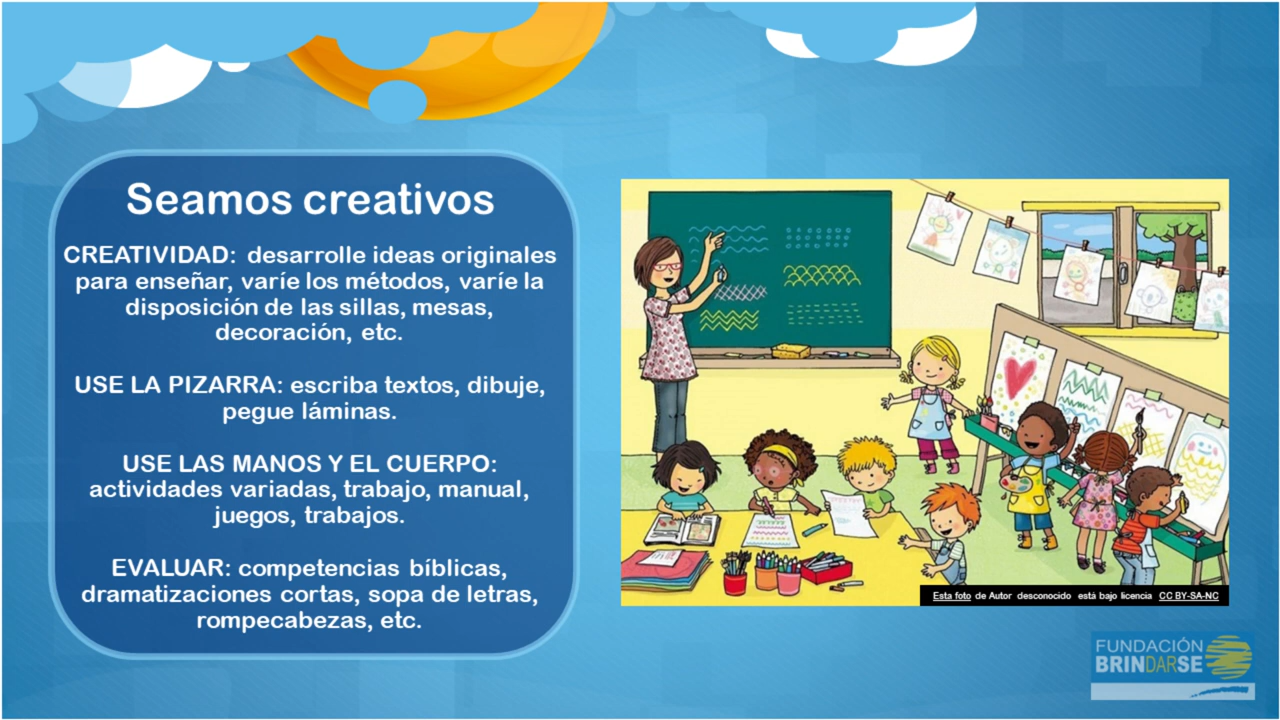 Seamos creativos
CREATIVIDAD: desarrolle ideas originales
para enseñar, varíe los métodos, varíe la
disposición de las sillas, mesas,
decoración, etc.
USE LA PIZARRA: escriba textos, dibuje,
pegue láminas.
USE LAS MANOS Y EL CUERPO:
actividades variadas, trabajo, manual,
juegos, trabajos.
EVALUAR: competencias bíblicas,
dramatizaciones cortas, sopa de letras,
rompecabezas, etc.
Esta foto de Autor desconocido está bajo licencia CC BY-SA-NC
FUNDACIÓN
BRINDARSE